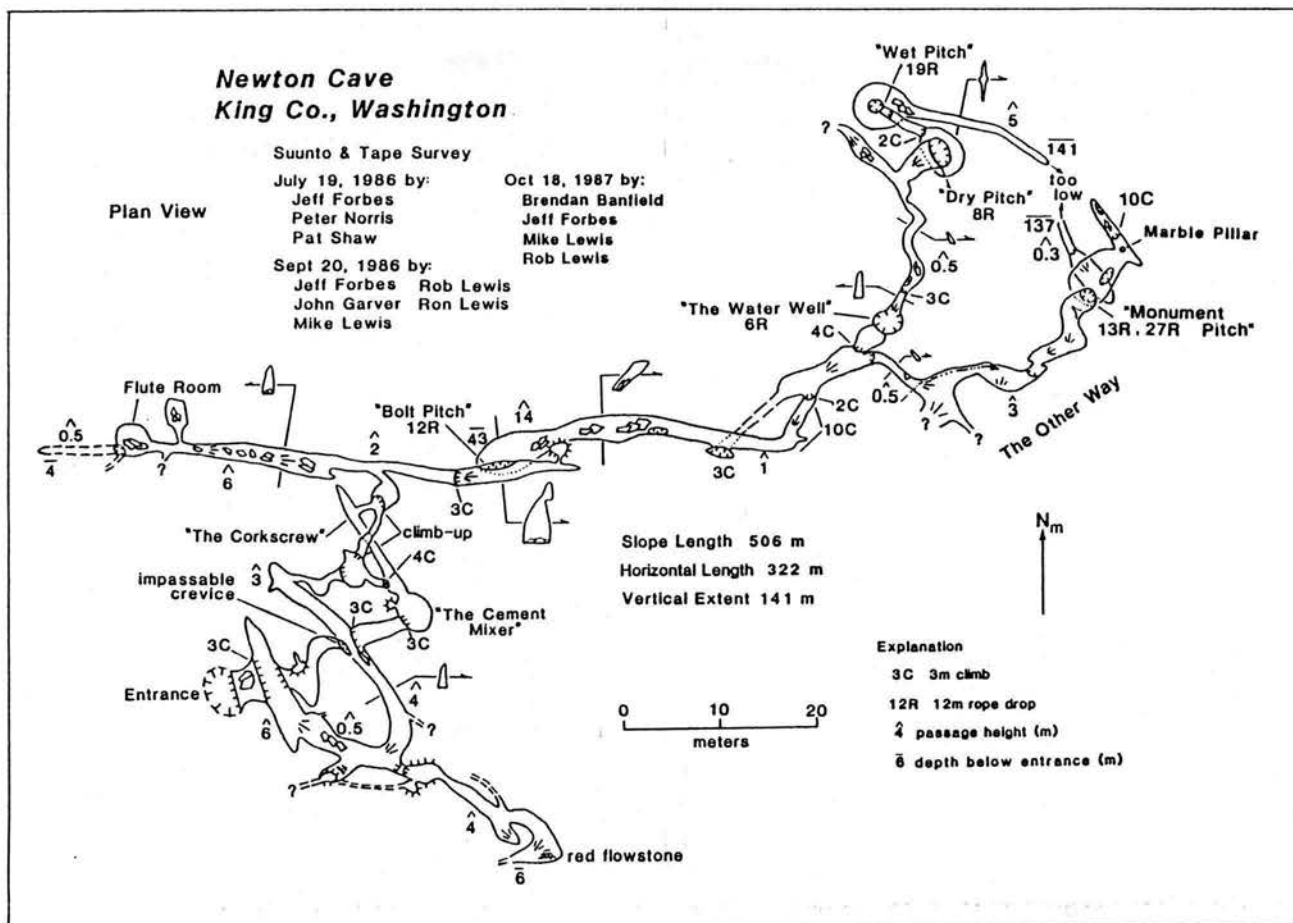 Newton Cave
King Co., Washington
Suunto & Tape Survey
July 19, 1986 by:
Jeff Forbes
Peter Norris
Pat Shaw
Sept 20, 1986 by:
Jeff Forbes Rob Lewis
John Garver Ron Lewis
Mike Lewis
Oct 18, 1987 by:
Brendan Banfield
Jeff Forbes
Mike Lewis
Rob Lewis
Plan View
"Wet Pitch"
19R
5
?
2C
141
too
low
"Dry Pitch"
8R
10C
137
0.3
Marble Pillar
0.5
3C
"The Water Well"
6R
4C
"Monument
13R, 27R Pitch"
0.5
2C
10C
3
? ?
The Other Way
3C
1
Flute Room
0.5
4
?
6
2
"Bolt Pitch"
12R
43
14
3C
"The Corkscrew"
climb-up
4C
3
impassable
crevice
3C
"The Cement
Mixer"
3C
3C
Entrance
6
0.5
4
?
?
4
6
red flowstone
Slope Length 506 m
Horizontal Length 322 m
Vertical Extent 141 m
Nm
0 10 20
meters
Explanation
3C 3m climb
12R 12m rope drop
4 passage height (m)
6 depth below entrance (m)